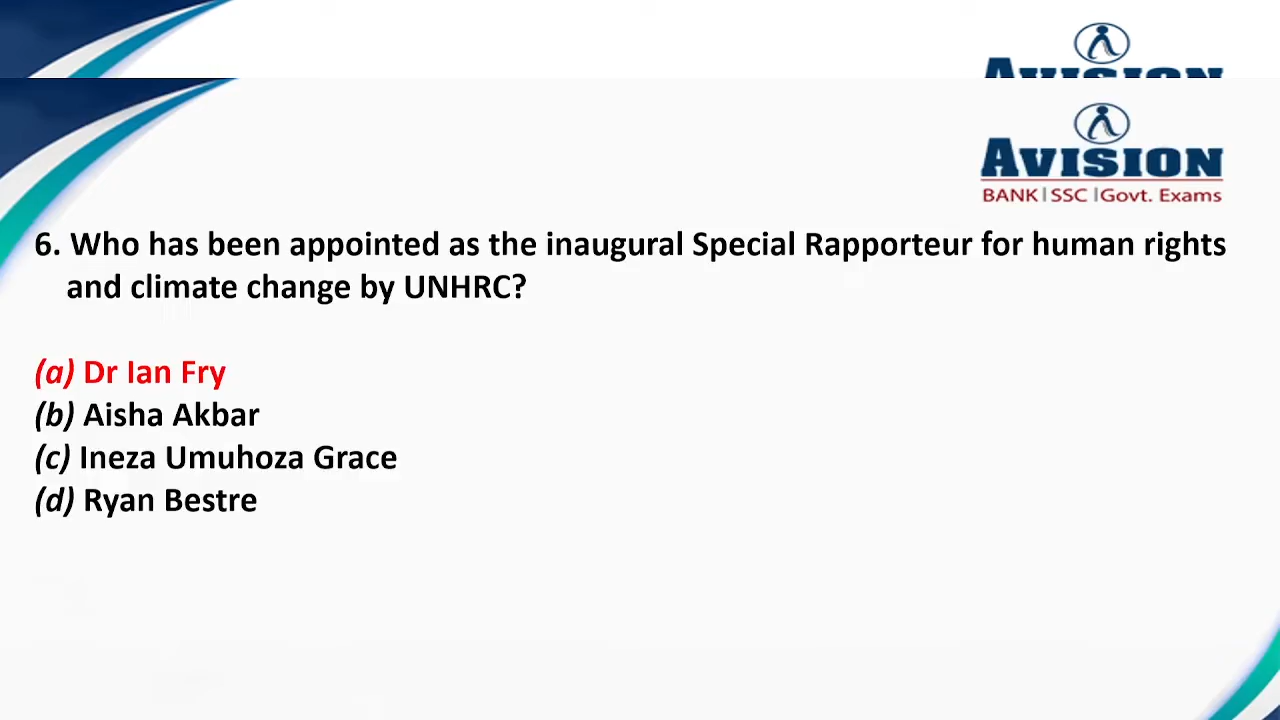 AVISION
AVISION
BANK | SSC | Govt. Exams
6. Who has been appointed as the inaugural Special Rapporteur for human rights
and climate change by UNHRC?
(a) Dr Ian Fry
(b) Aisha Akbar
(c) Ineza Umuhoza Grace
(d) Ryan Bestre